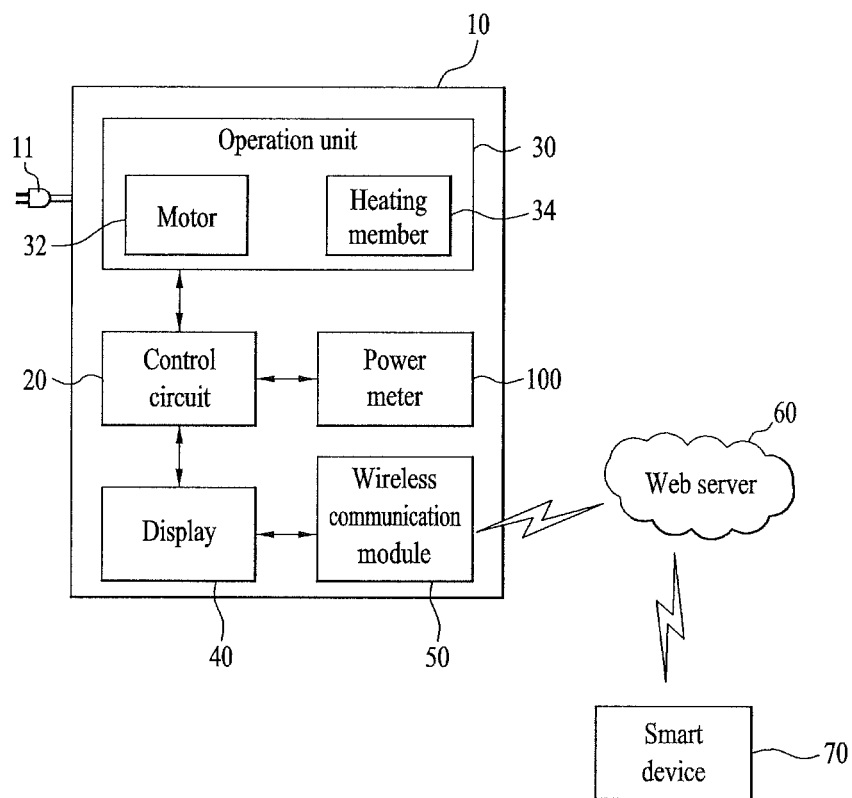 10
Operation unit
11
30
Motor
Heating
member
32
34
Control
circuit
Power
meter
20
100
60
Web server
Display
Wireless
communication
module
40
50
Smart
device
70